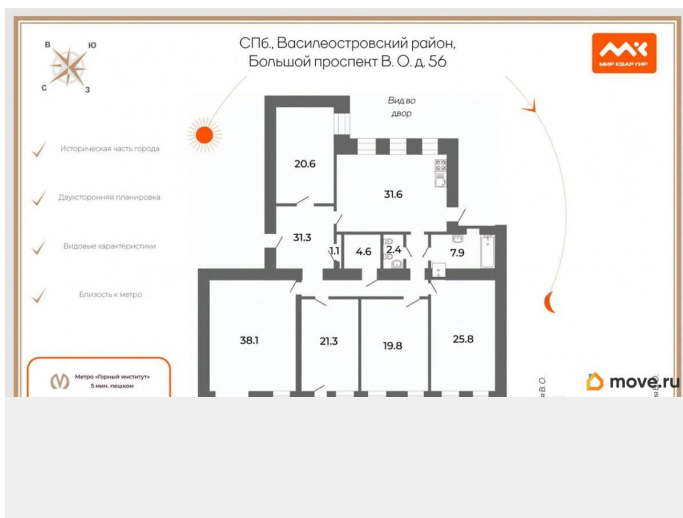 СПб., Василеостровский район,
Большой проспект В. О. д. 56
МИР КВАРТИР
В
Ю
С
З
Вид во
двор
Историческая часть города
Двухсторонняя планировка
Видовые характеристики
Близость к метро
20.6
31.6
31.3
1.1
4.6
2.4
7.9
38.1
21.3
19.8
25.8
Метро «Горный институт»
5 мин. пешком
move.ru
В. О.